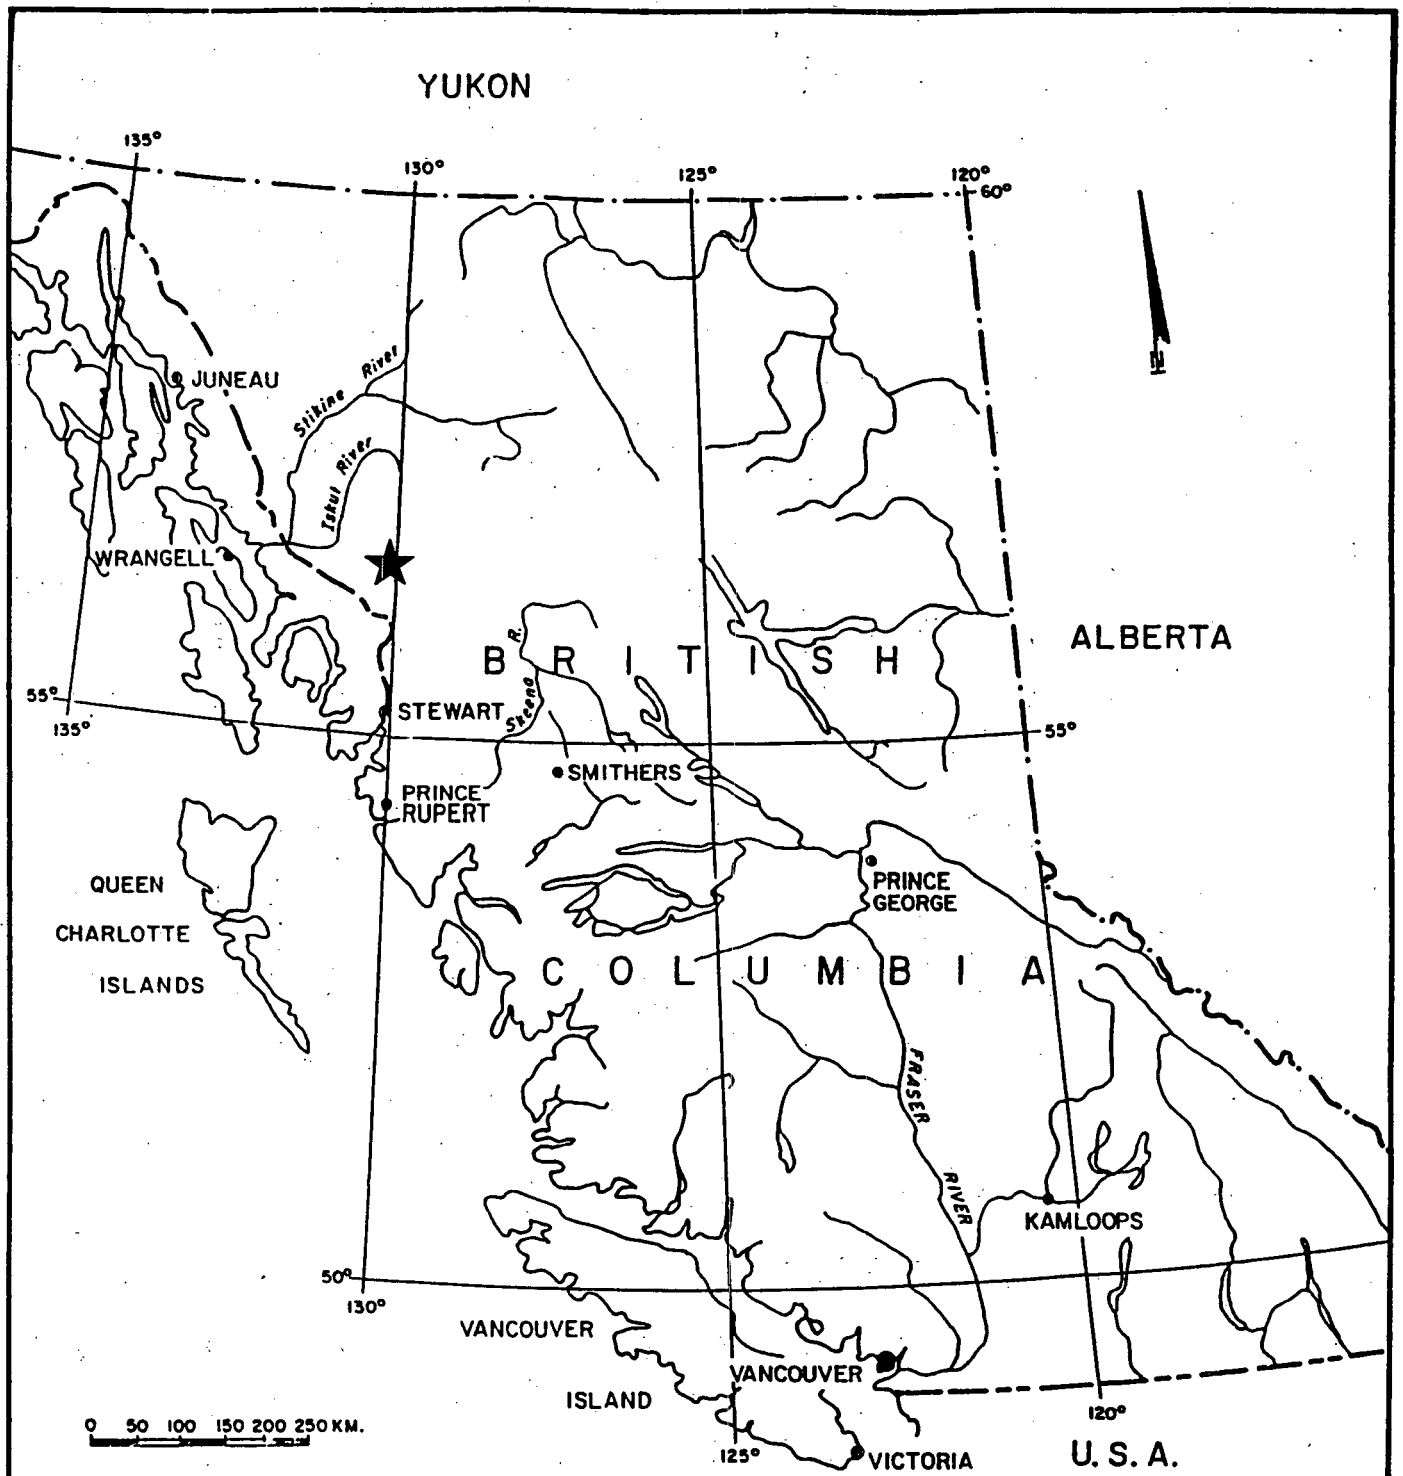 YUKON
135°
130°
125°
120°
60°
JUNEAU
Stikine River
Iskut River
WRANGELL
BRITISH
ALBERTA
Skeena R.
55°
135°
STEWART
55°
SMITHERS
PRINCE
RUPERT
QUEEN
CHARLOTTE
ISLANDS
PRINCE
GEORGE
COLUMBIA
FRASER RIVER
KAMLOOPS
50°
130°
VANCOUVER
ISLAND
VANCOUVER
120°
0 50 100 150 200 250 KM.
125°
VICTORIA
U.S.A.